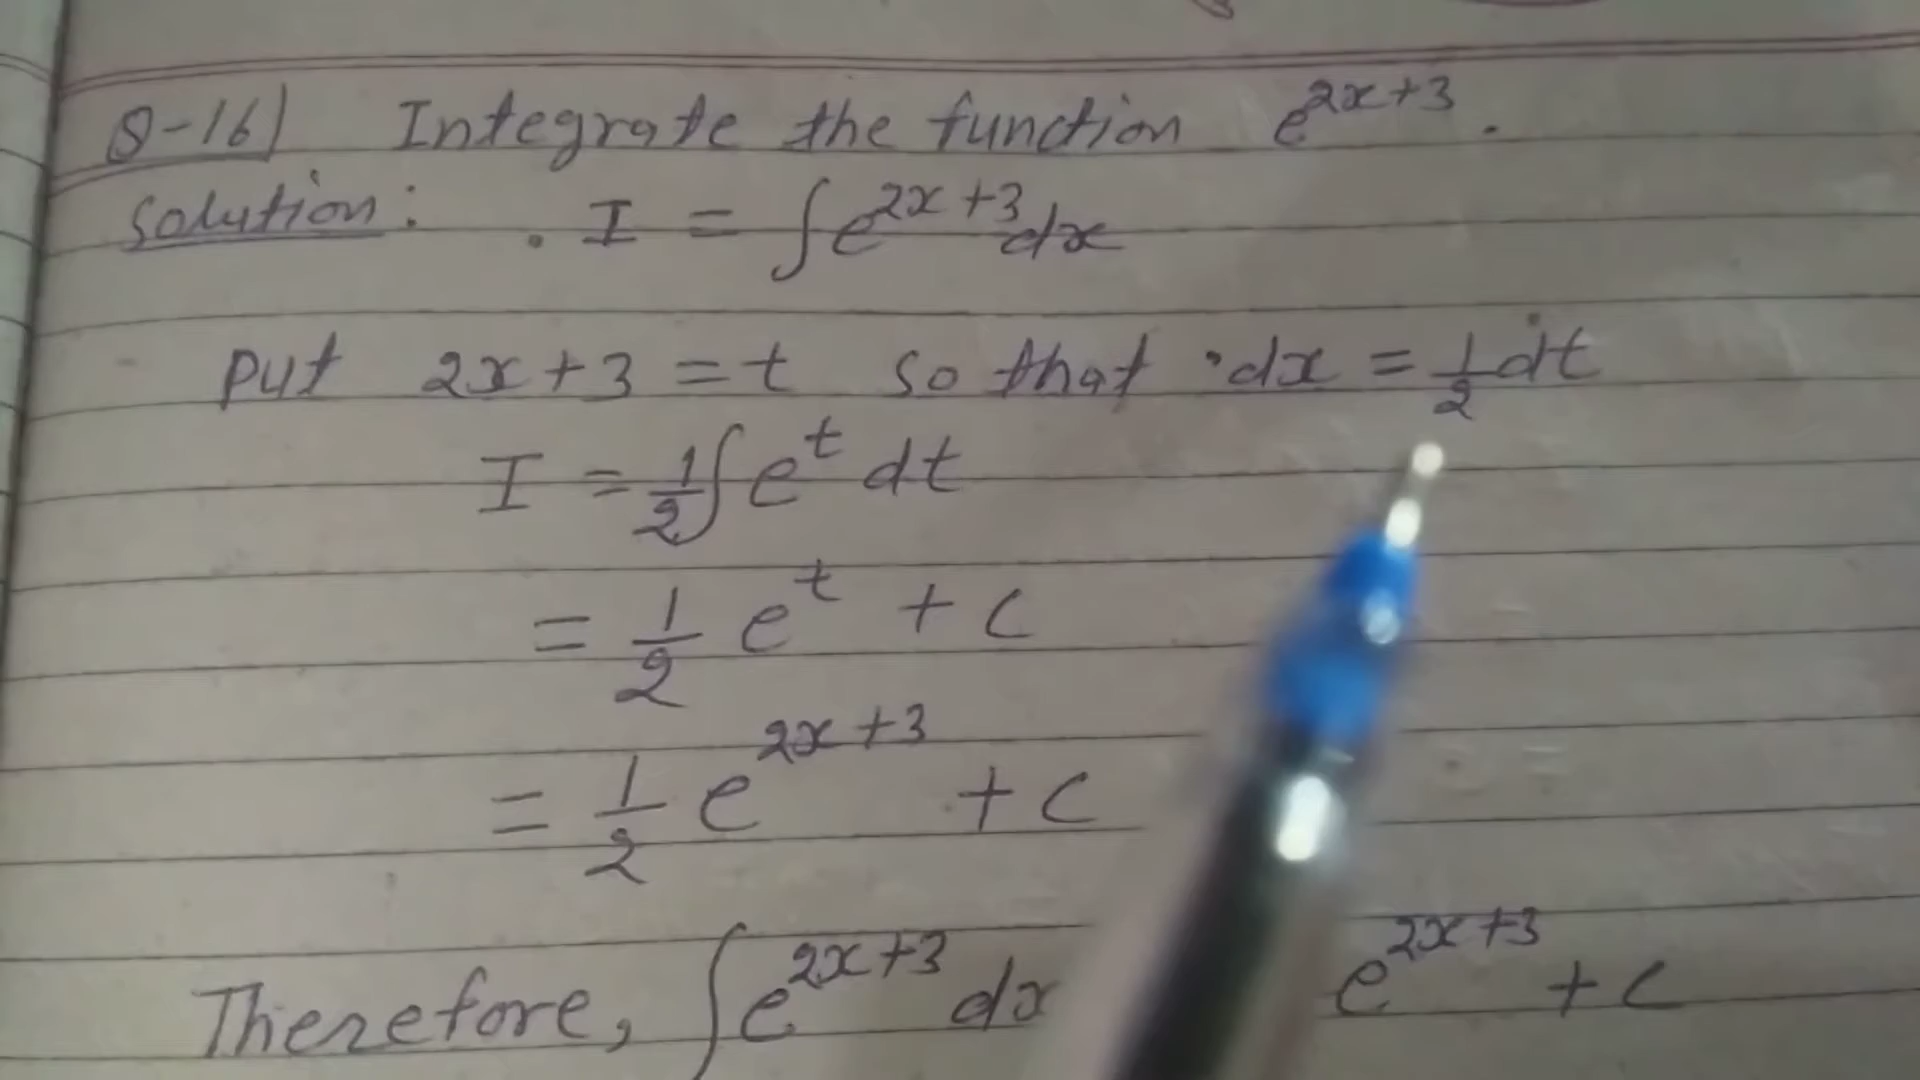 Q-16) Integrate the function e^{2x+3}.
Solution: . I = ∫e^{2x+3}dx
Put 2x+3 = t so that dx = 1/2 dt
I = 1/2 ∫e^t dt
= 1/2 e^t + C
= 1/2 e^{2x+3} + C
Therefore, ∫e^{2x+3} dx e^{2x+3} + C